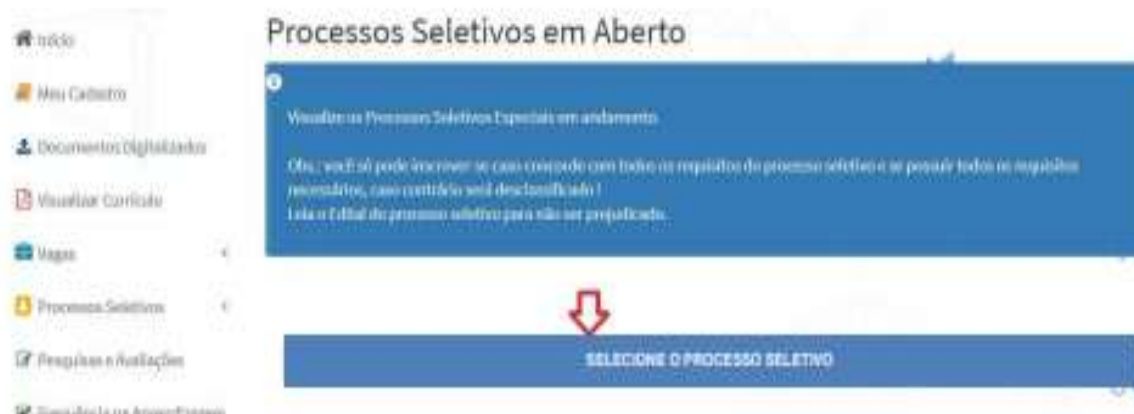 Início
Meu Cadastro
Documentos Digitalizados
Visualizar Currículo
Vagas
Processos Seletivos
Pesquisas e Avaliações
Processos Seletivos em Aberto
Visualize os Processos Seletivos Especiais em andamento.
Obs.: você só pode inscrever se caso concorde com todos os requisitos do processo seletivo e se possuir todos os requisitos
necessários, caso contrário será desclassificado !
Leia o Edital do processo seletivo para não ser prejudicado.
SELECIONE O PROCESSO SELETIVO